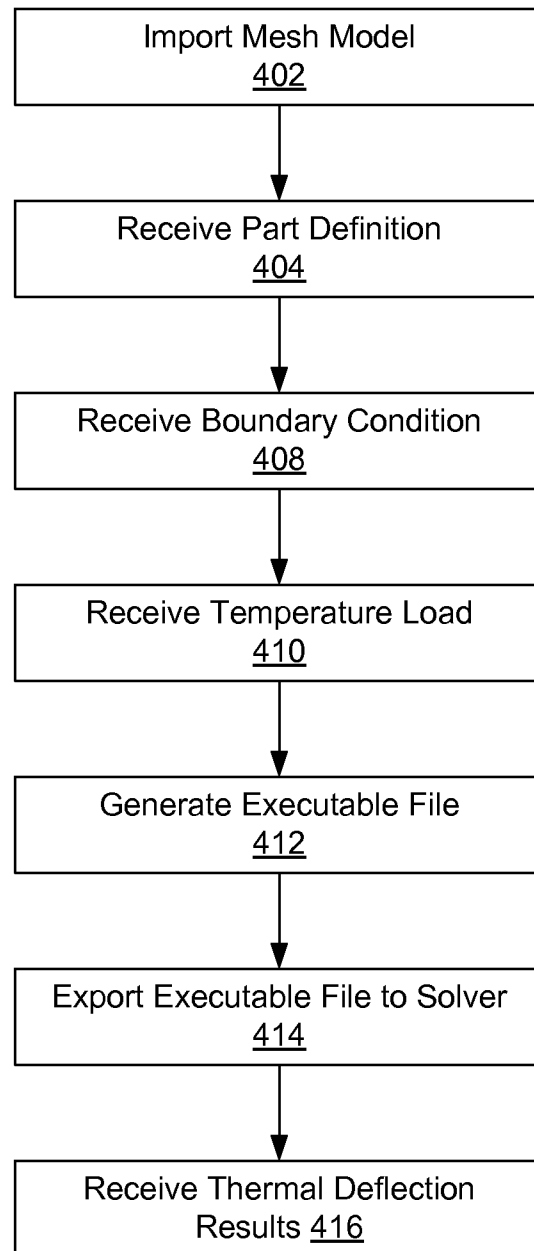 Import Mesh Model
402
Receive Part Definition
404
Receive Boundary Condition
408
Receive Temperature Load
410
Generate Executable File
412
Export Executable File to Solver
414
Receive Thermal Deflection
Results 416